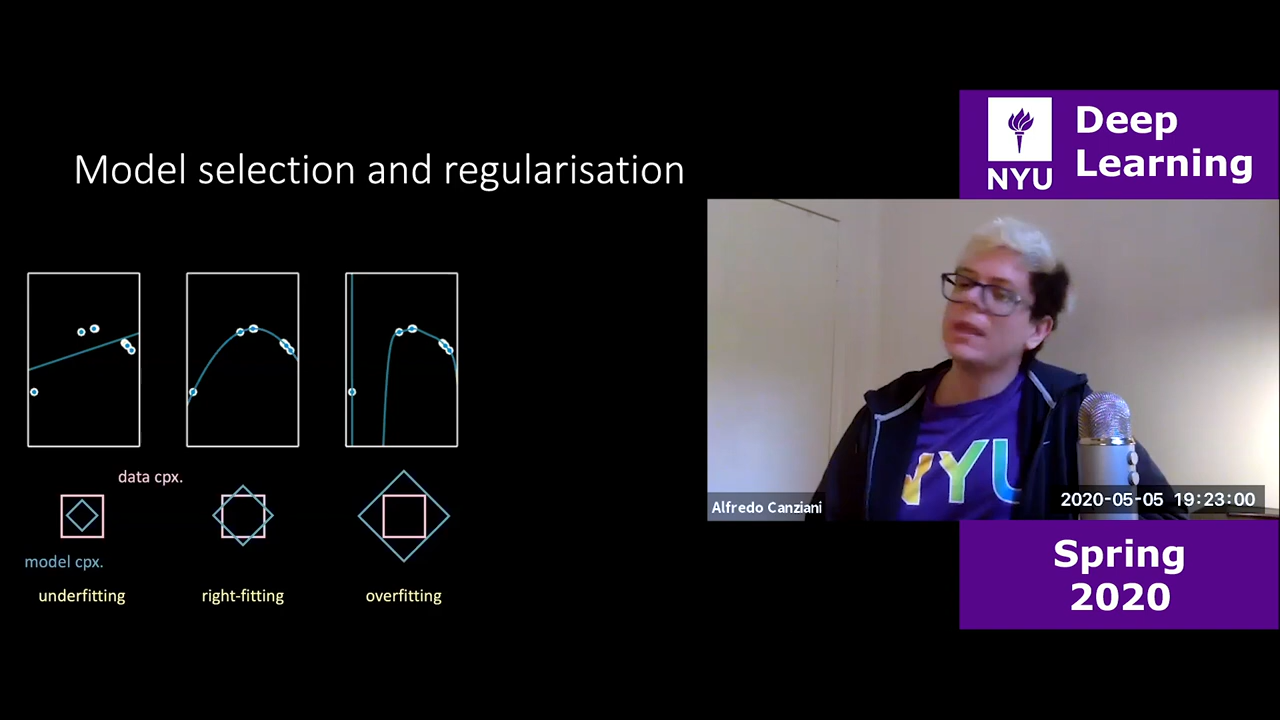 Model selection and regularisation
data cpx.
model cpx.
underfitting
right-fitting
overfitting
NYU
Deep
Learning
NYU
Alfredo Canziani
2020-05-05 19:23:00
Spring
2020